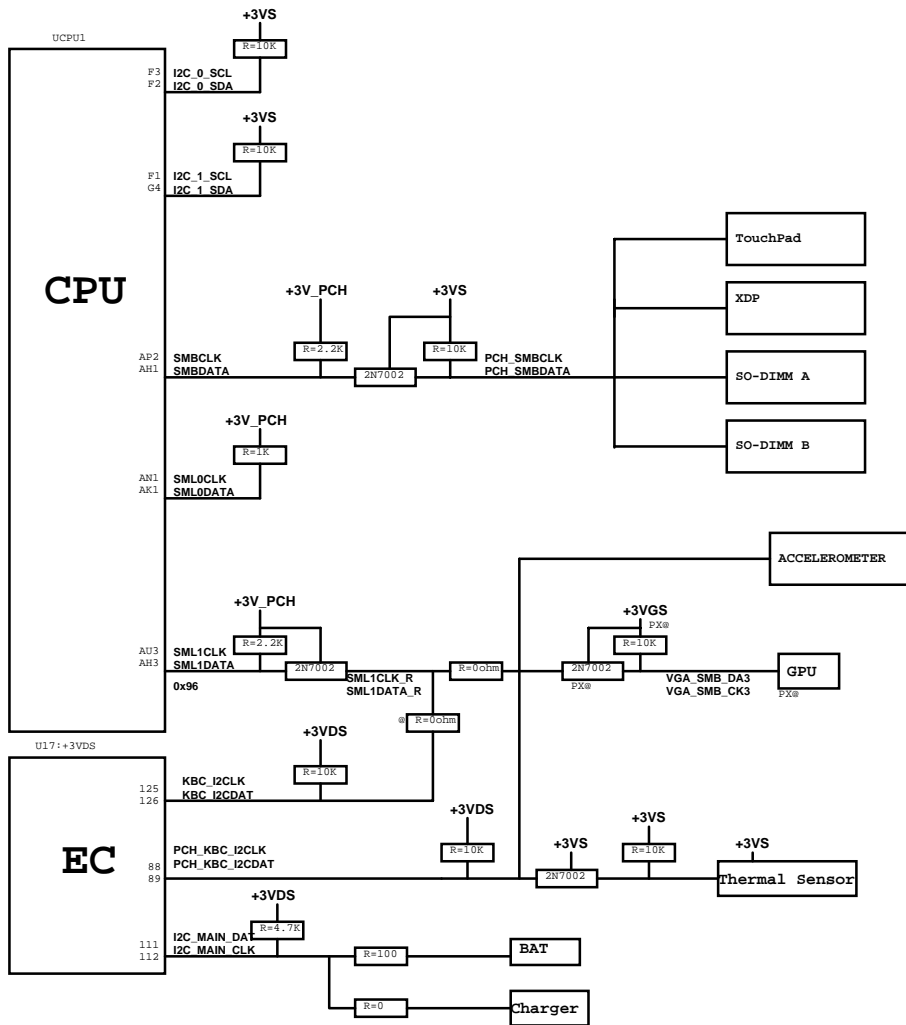 +3VS
UCPU1
R=10K
F3 I2C_0_SCL
F2 I2C_0_SDA
+3VS
R=10K
F1 I2C_1_SCL
G4 I2C_1_SDA
TouchPad
CPU
+3V_PCH +3VS
XDP
R=2.2K R=10K
AP2 SMBCLK PCH_SMBCLK
AH1 SMBDATA 2N7002 PCH_SMBDATA
SO-DIMM A
+3V_PCH
R=1K
SO-DIMM B
AN1 SML0CLK
AK1 SML0DATA
ACCELEROMETER
+3V_PCH +3VGS
PX@
R=2.2K R=10K
AU3 SML1CLK
AH3 SML1DATA 2N7002 R=0ohm 2N7002 GPU
0x96 SML1CLK_R PX@ VGA_SMB_DA3
SML1DATA_R VGA_SMB_CK3 PX@
@ R=0ohm
+3VDS
U17:+3VDS
R=10K
125 KBC_I2CLK
126 KBC_I2CDAT
+3VDS
+3VS +3VS
PCH_KBC_I2CLK R=10K +3VS R=10K
88 PCH_KBC_I2CDAT
89 2N7002 Thermal Sensor
EC
+3VDS
R=4.7K
111 I2C_MAIN_DAT
112 I2C_MAIN_CLK R=100 BAT
R=0 Charger